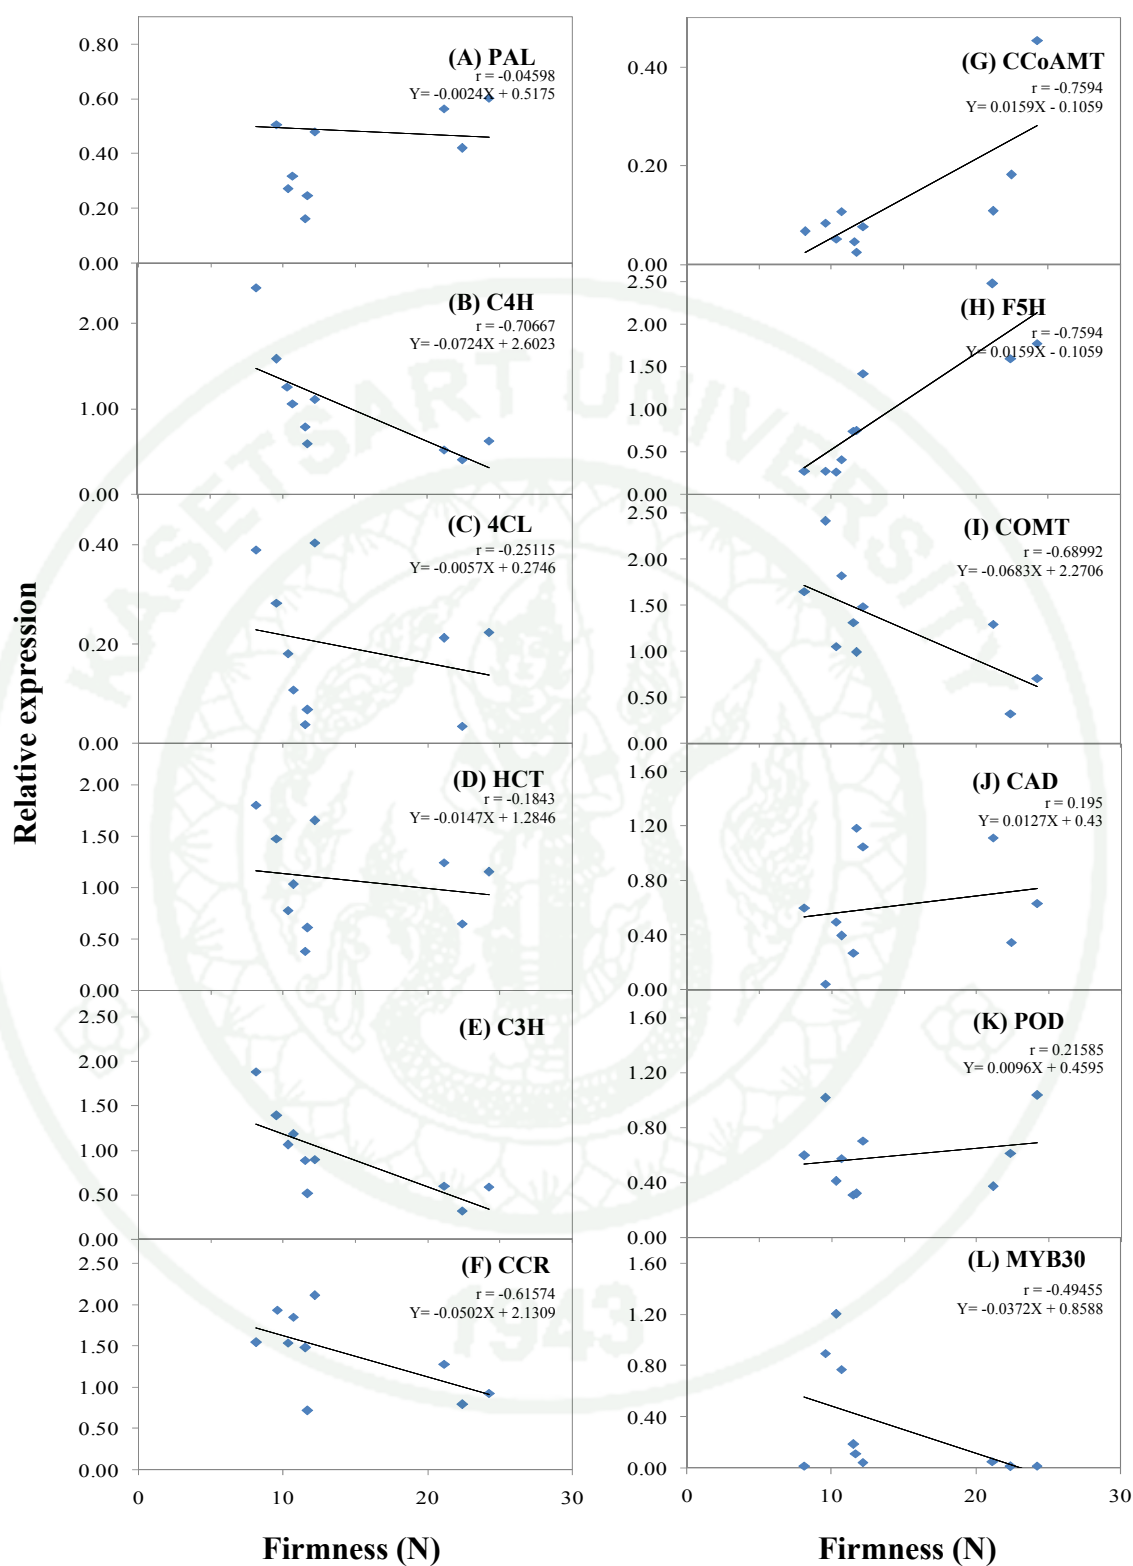 Relative expression
(A) PAL
r = -0.04598
Y= -0.0024X + 0.5175
0.80
0.60
0.40
0.20
0.00
(B) C4H
r = -0.70667
Y= -0.0724X + 2.6023
2.00
1.00
0.00
(C) 4CL
r = -0.25115
Y= -0.0057X + 0.2746
0.40
0.20
0.00
(D) HCT
r = -0.1843
Y= -0.0147X + 1.2846
2.00
1.50
1.00
0.50
0.00
(E) C3H
2.50
2.00
1.50
1.00
0.50
0.00
(F) CCR
r = -0.61574
Y= -0.0502X + 2.1309
2.50
2.00
1.50
1.00
0.50
0.00
0 10 20 30
Firmness (N)
(G) CCoAMT
r = -0.7594
Y= 0.0159X - 0.1059
0.40
0.20
0.00
(H) F5H
r = -0.7594
Y= 0.0159X - 0.1059
2.50
2.00
1.50
1.00
0.50
0.00
(I) COMT
r = -0.68992
Y= -0.0683X + 2.2706
2.50
2.00
1.50
1.00
0.50
0.00
(J) CAD
r = 0.195
Y= 0.0127X + 0.43
1.60
1.20
0.80
0.40
0.00
(K) POD
r = 0.21585
Y= 0.0096X + 0.4595
1.60
1.20
0.80
0.40
0.00
(L) MYB30
r = -0.49455
Y= -0.0372X + 0.8588
1.60
1.20
0.80
0.40
0.00
0 10 20 30
Firmness (N)
KASETSART UNIVERSITY
1943